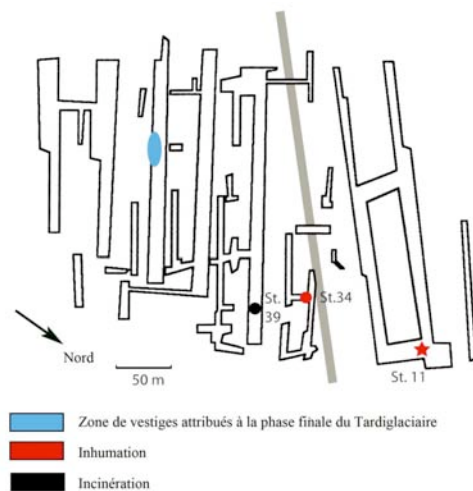 St.
39
St.34
Nord
50 m
St. 11
Zone de vestiges attribués à la phase finale du Tardiglaciaire
Inhumation
Incinération